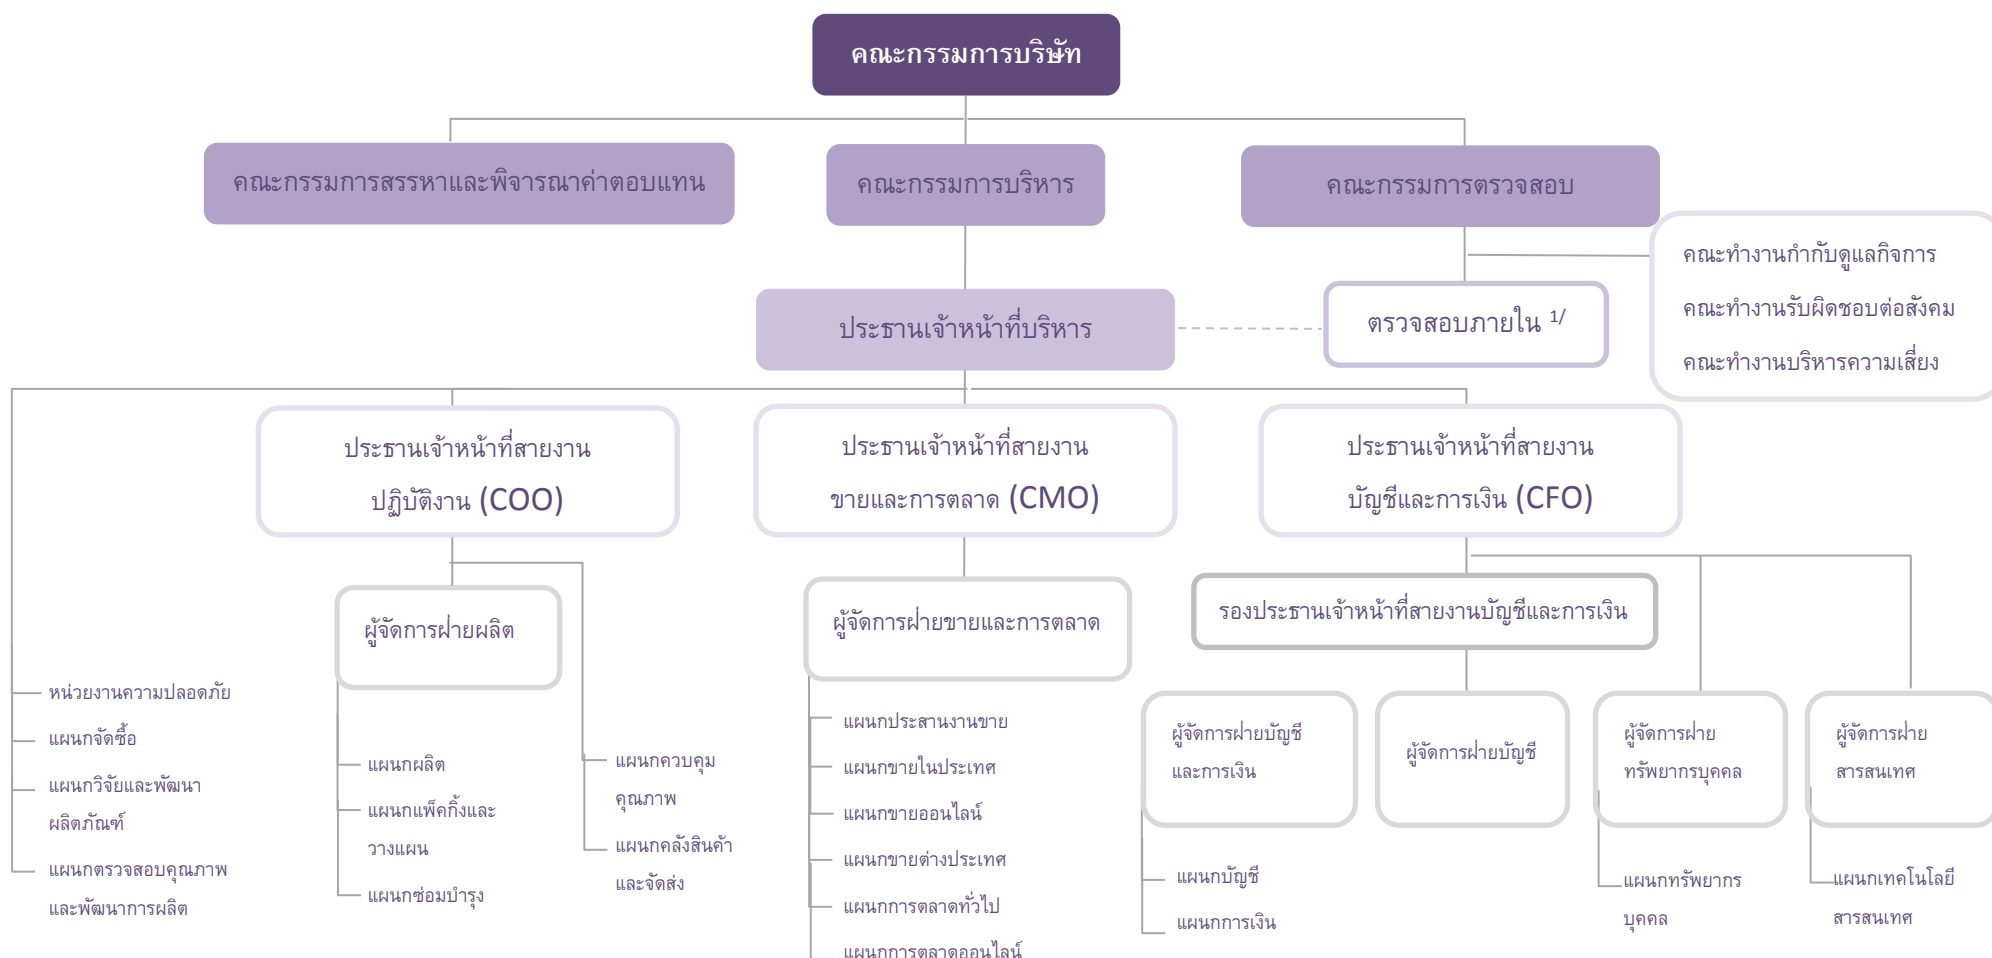 คณะกรรมการบริษัท
คณะกรรมการสรรหาและพิจารณาค่าตอบแทน
คณะกรรมการบริหาร
คณะกรรมการตรวจสอบ
คณะทำงานกำกับดูแลกิจการ
คณะทำงานรับผิดชอบต่อสังคม
คณะทำงานบริหารความเสี่ยง
ประธานเจ้าหน้าที่บริหาร
ตรวจสอบภายใน 1/
ประธานเจ้าหน้าที่สายงาน
ปฏิบัติงาน (COO)
ประธานเจ้าหน้าที่สายงาน
ขายและการตลาด (CMO)
ประธานเจ้าหน้าที่สายงาน
บัญชีและการเงิน (CFO)
ผู้จัดการฝ่ายผลิต
ผู้จัดการฝ่ายขายและการตลาด
รองประธานเจ้าหน้าที่สายงานบัญชีและการเงิน
หน่วยงานความปลอดภัย
แผนกจัดซื้อ
แผนกวิจัยและพัฒนา
ผลิตภัณฑ์
แผนกตรวจสอบคุณภาพ
และพัฒนาการผลิต
แผนกผลิต
แผนกแพ็คกิ้งและ
วางแผน
แผนกซ่อมบำรุง
แผนกควบคุม
คุณภาพ
แผนกคลังสินค้า
และจัดส่ง
แผนกประสานงานขาย
แผนกขายในประเทศ
แผนกขายออนไลน์
แผนกขายต่างประเทศ
แผนกการตลาดทั่วไป
แผนกการตลาดออนไลน์
ผู้จัดการฝ่ายบัญชี
และการเงิน
ผู้จัดการฝ่ายบัญชี
ผู้จัดการฝ่าย
ทรัพยากรบุคคล
ผู้จัดการฝ่าย
สารสนเทศ
แผนกบัญชี
แผนกการเงิน
แผนกทรัพยากร
บุคคล
แผนกเทคโนโลยี
สารสนเทศ